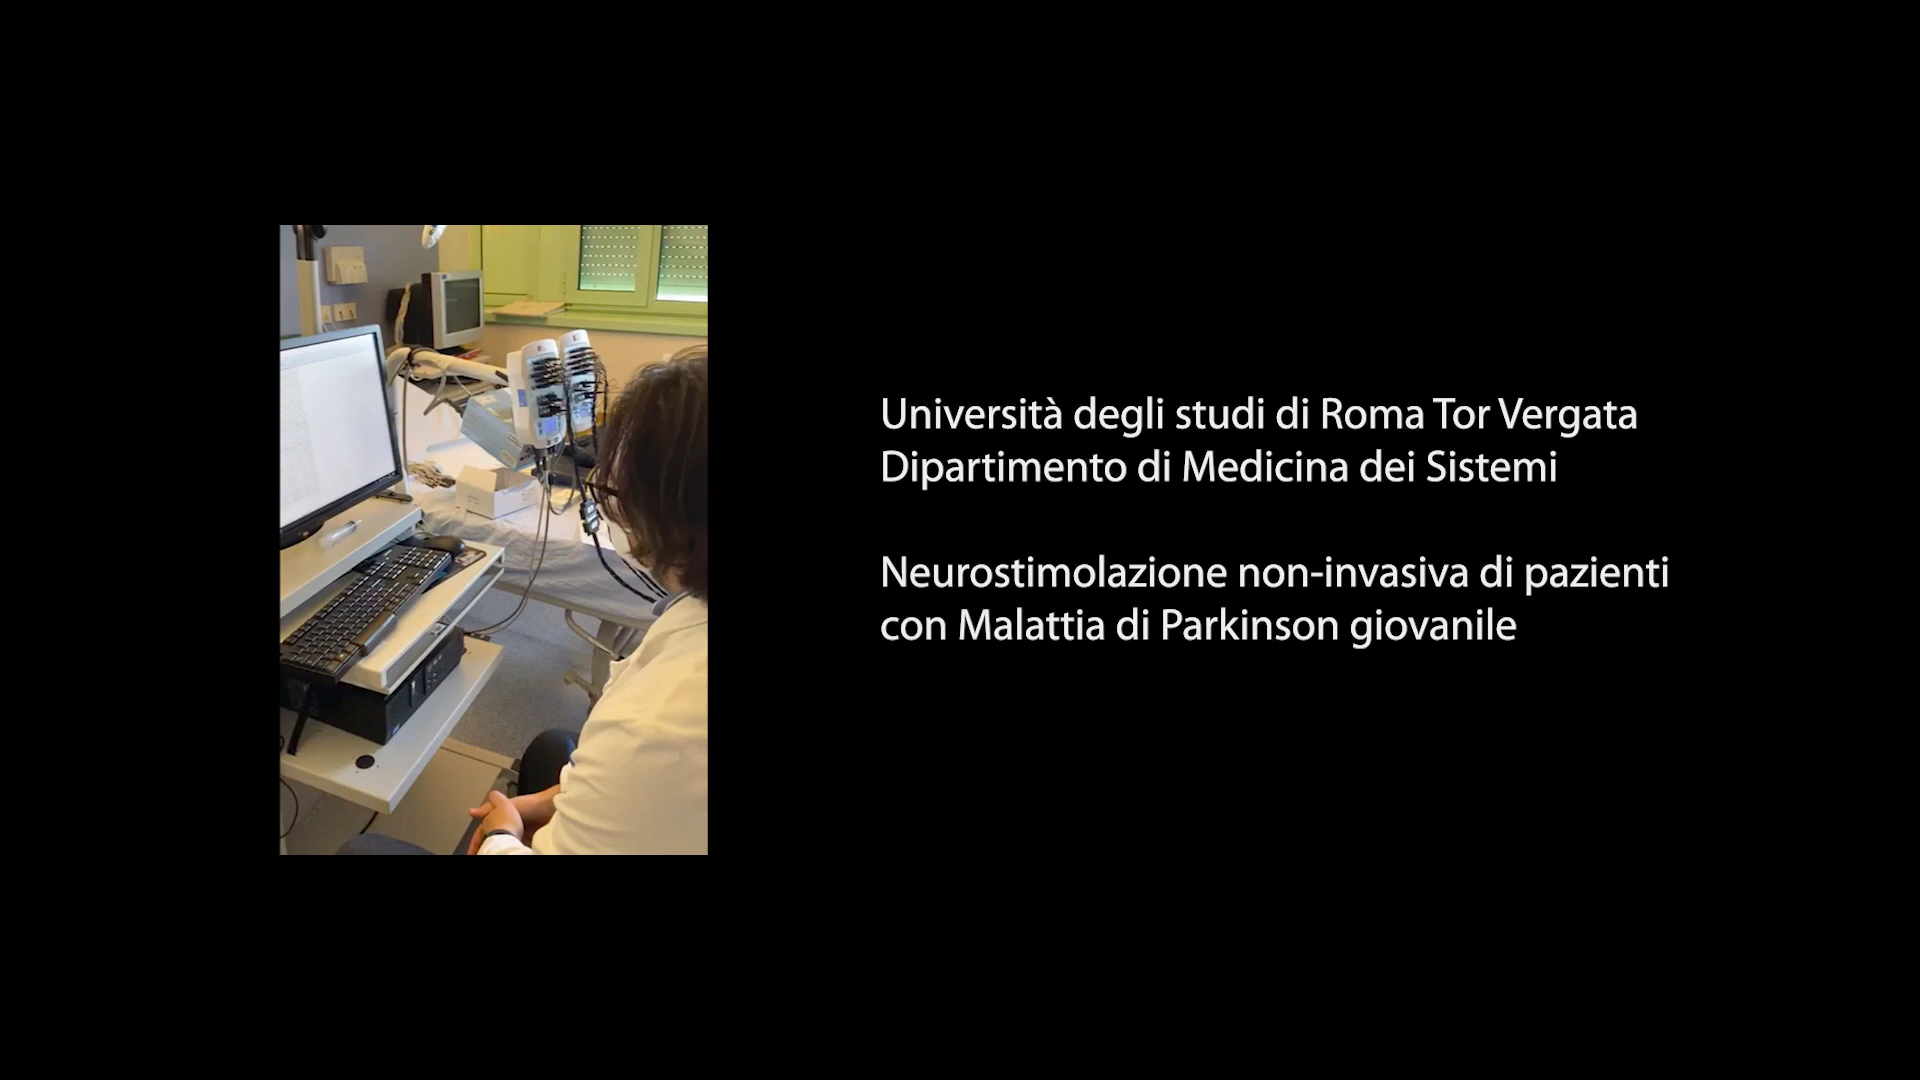 Università degli studi di Roma Tor Vergata
Dipartimento di Medicina dei Sistemi
Neurostimolazione non-invasiva di pazienti
con Malattia di Parkinson giovanile